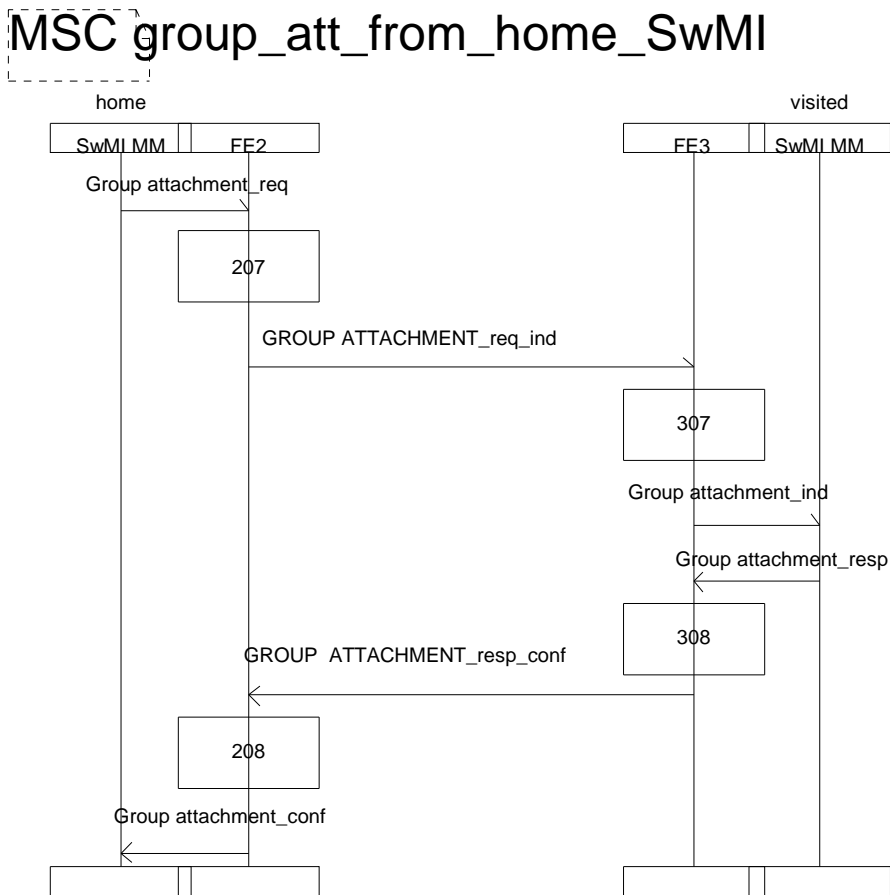 MSC group_att_from_home_SwMI
home visited
SwMI MM FE2 FE3 SwMI MM
Group attachment_req
207
GROUP ATTACHMENT_req_ind
307
Group attachment_ind
Group attachment_resp
308
GROUP ATTACHMENT_resp_conf
208
Group attachment_conf